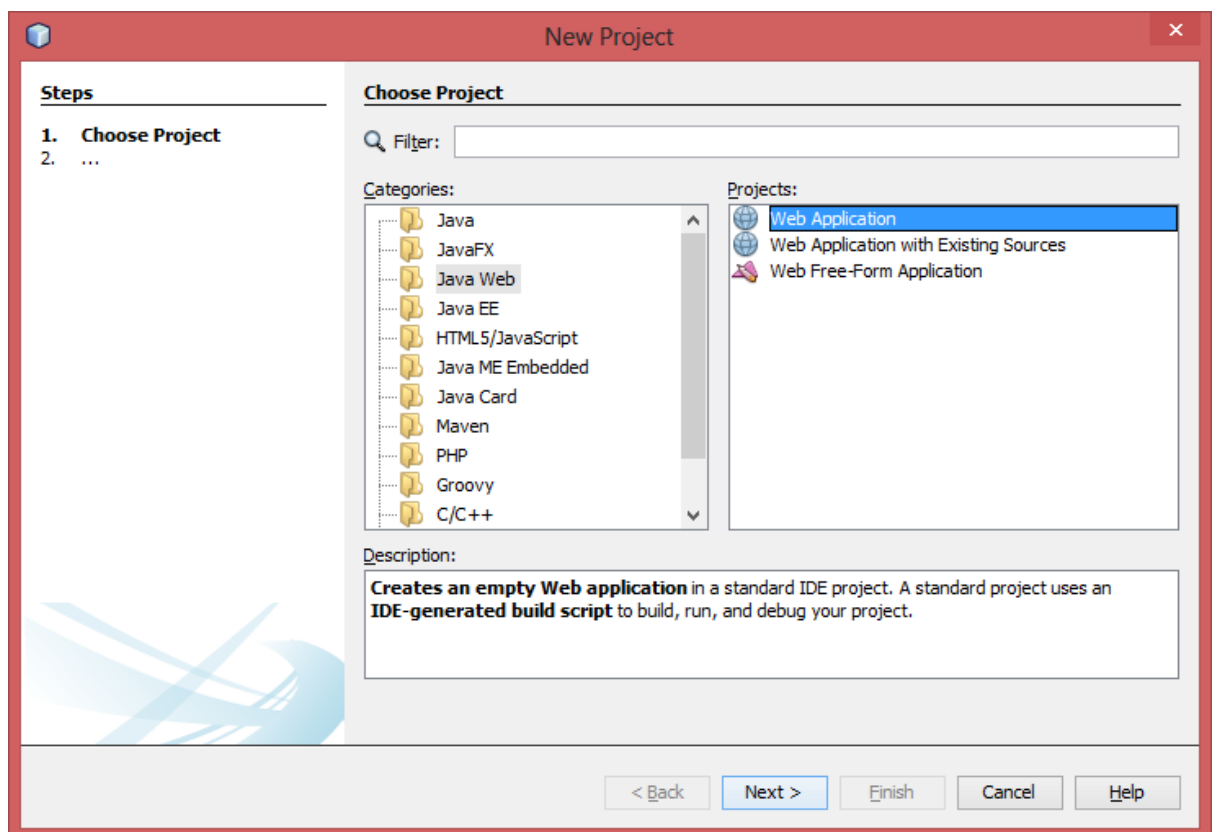 New Project
Steps
1. Choose Project
2. ...
Choose Project
Filter:
Categories:
Java
JavaFX
Java Web
Java EE
HTML5/JavaScript
Java ME Embedded
Java Card
Maven
PHP
Groovy
C/C++
Projects:
Web Application
Web Application with Existing Sources
Web Free-Form Application
Description:
Creates an empty Web application in a standard IDE project. A standard project uses an
IDE-generated build script to build, run, and debug your project.
< Back Next > Finish Cancel Help